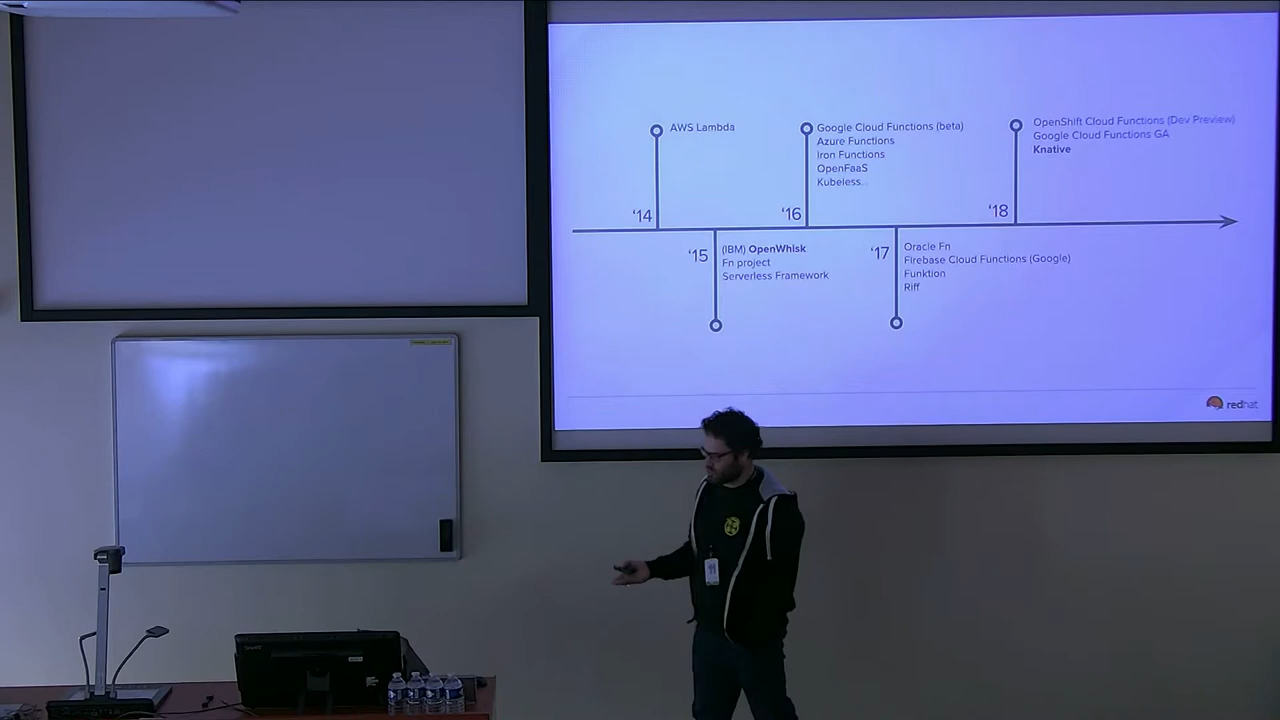 AWS Lambda
'14
Google Cloud Functions (beta)
Azure Functions
Iron Functions
OpenFaaS
Kubeless...
'16
OpenShift Cloud Functions (Dev Preview)
Google Cloud Functions GA
Knative
'18
'15
(IBM) OpenWhisk
Fn project
Serverless Framework
'17
Oracle Fn
Firebase Cloud Functions (Google)
Funktion
Riff
redhat